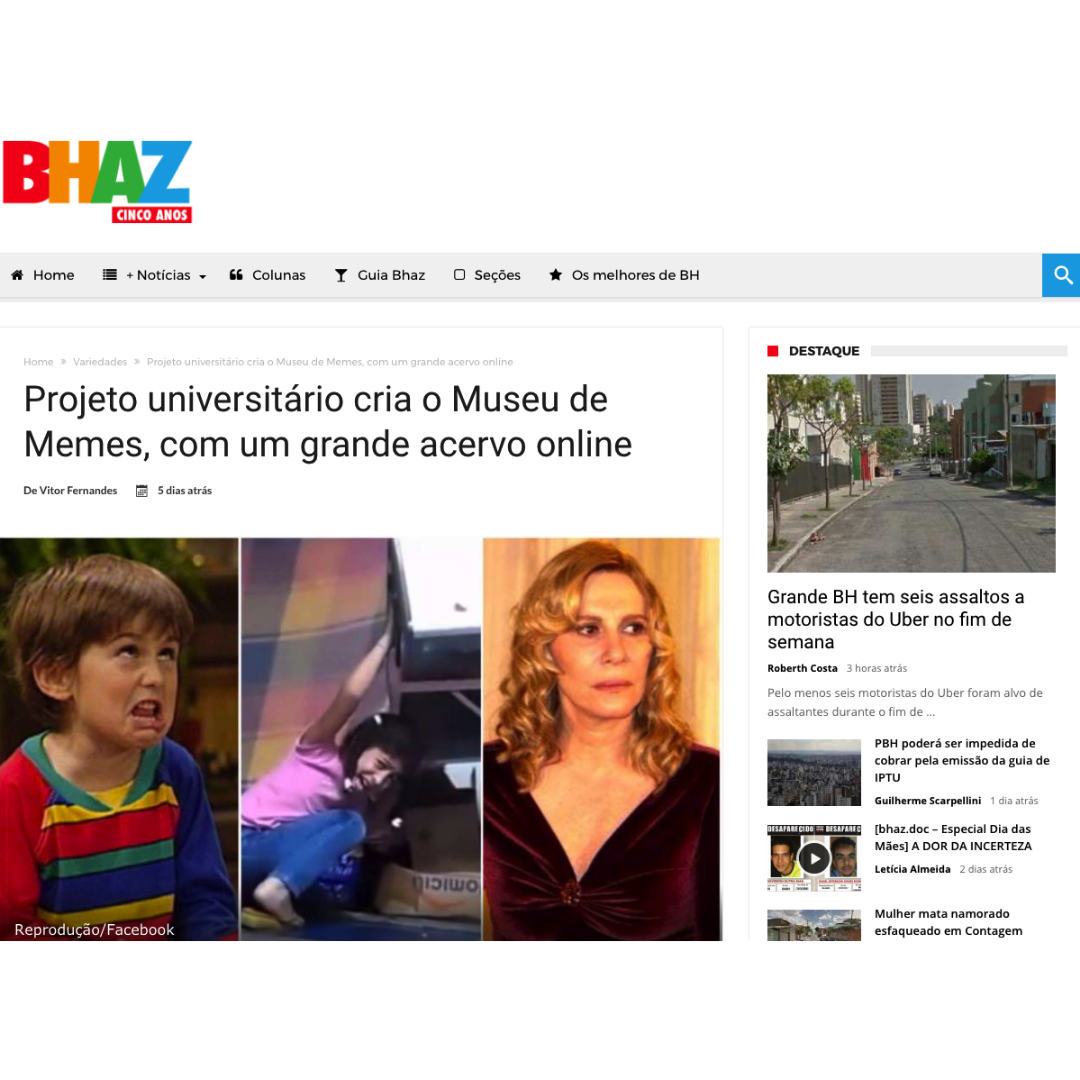 BHAZ
CINCO ANOS
Home
+ Notícias
Colunas
Guia Bhaz
Seções
Os melhores de BH
Home » Variedades » Projeto universitário cria o Museu de Memes, com um grande acervo online
Projeto universitário cria o Museu de
Memes, com um grande acervo online
De Vitor Fernandes
5 dias atrás
OMICIU
Reprodução/Facebook
DESTAQUE
Grande BH tem seis assaltos a
motoristas do Uber no fim de
semana
Roberth Costa 3 horas atrás
Pelo menos seis motoristas do Uber foram alvo de
assaltantes durante o fim de ...
PBH poderá ser impedida de
cobrar pela emissão da guia de
IPTU
Guilherme Scarpellini 1 dia atrás
DESAPARECIDO
DESAPAREC
[bhaz.doc – Especial Dia das
Mães] A DOR DA INCERTEZA
Letícia Almeida 2 dias atrás
Mulher mata namorado
esfaqueado em Contagem